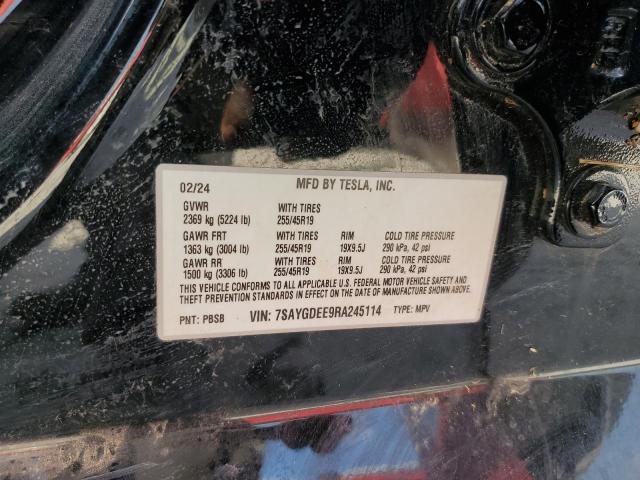 02/24 MFD BY TESLA, INC.
GVWR WITH TIRES
2369 kg (5224 lb) 255/45R19
GAWR FRT WITH TIRES RIM COLD TIRE PRESSURE
1363 kg (3004 lb) 255/45R19 19X9.5J 290 kPa, 42 psi
GAWR RR WITH TIRES RIM COLD TIRE PRESSURE
1500 kg (3306 lb) 255/45R19 19X9.5J 290 kPa, 42 psi
THIS VEHICLE CONFORMS TO ALL APPLICABLE U.S. FEDERAL MOTOR VEHICLE SAFETY AND
THEFT PREVENTION STANDARDS IN EFFECT ON THE DATE OF MANUFACTURE SHOWN ABOVE.
PNT: PBSB VIN: 7SAYGDEE9RA245114 TYPE: MPV